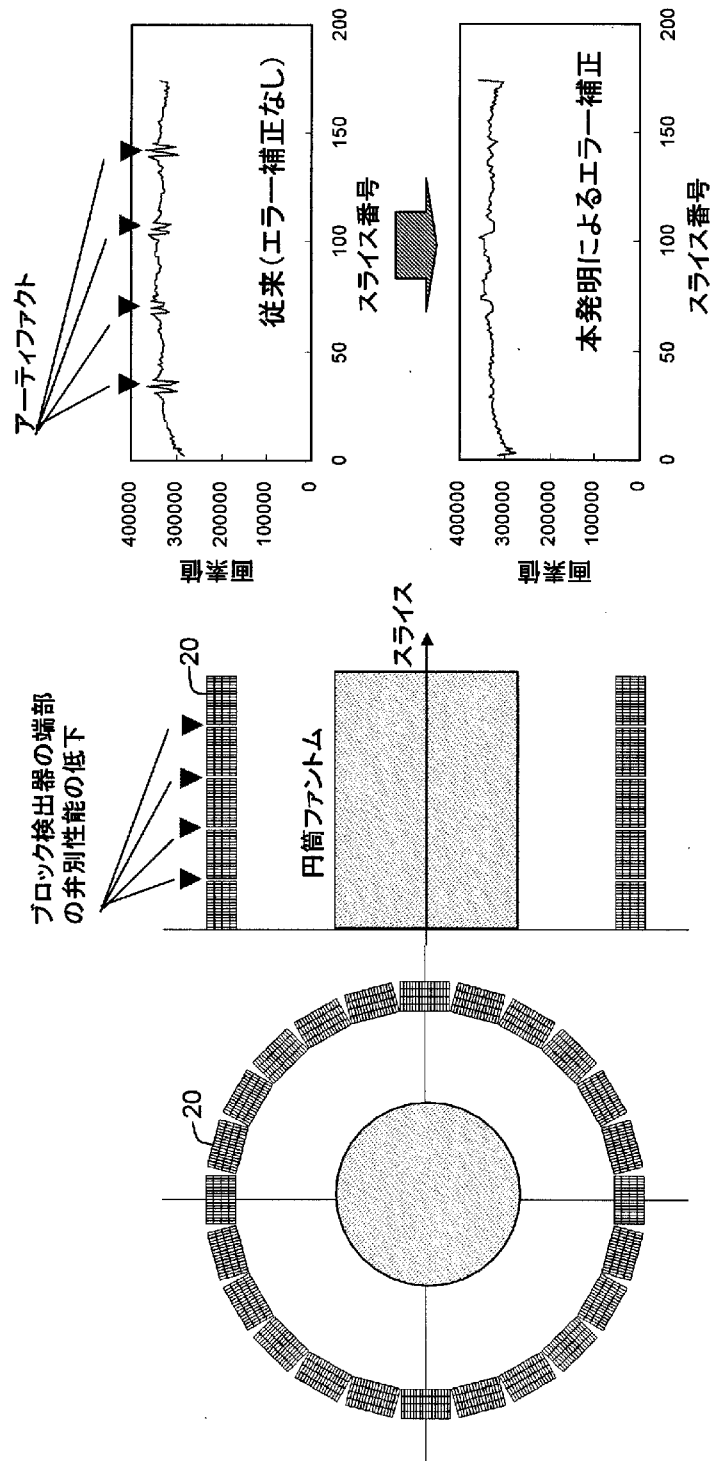 20
ブロック検出器の端部
の弁別性能の低下
20
円筒ファントム
スライス
アーティファクト
画素値
400000
300000
200000
100000
0
従来(エラー補正なし)
0
50
100
150
200
スライス番号
画素値
400000
300000
200000
100000
0
本発明によるエラー補正
0
50
100
150
200
スライス番号